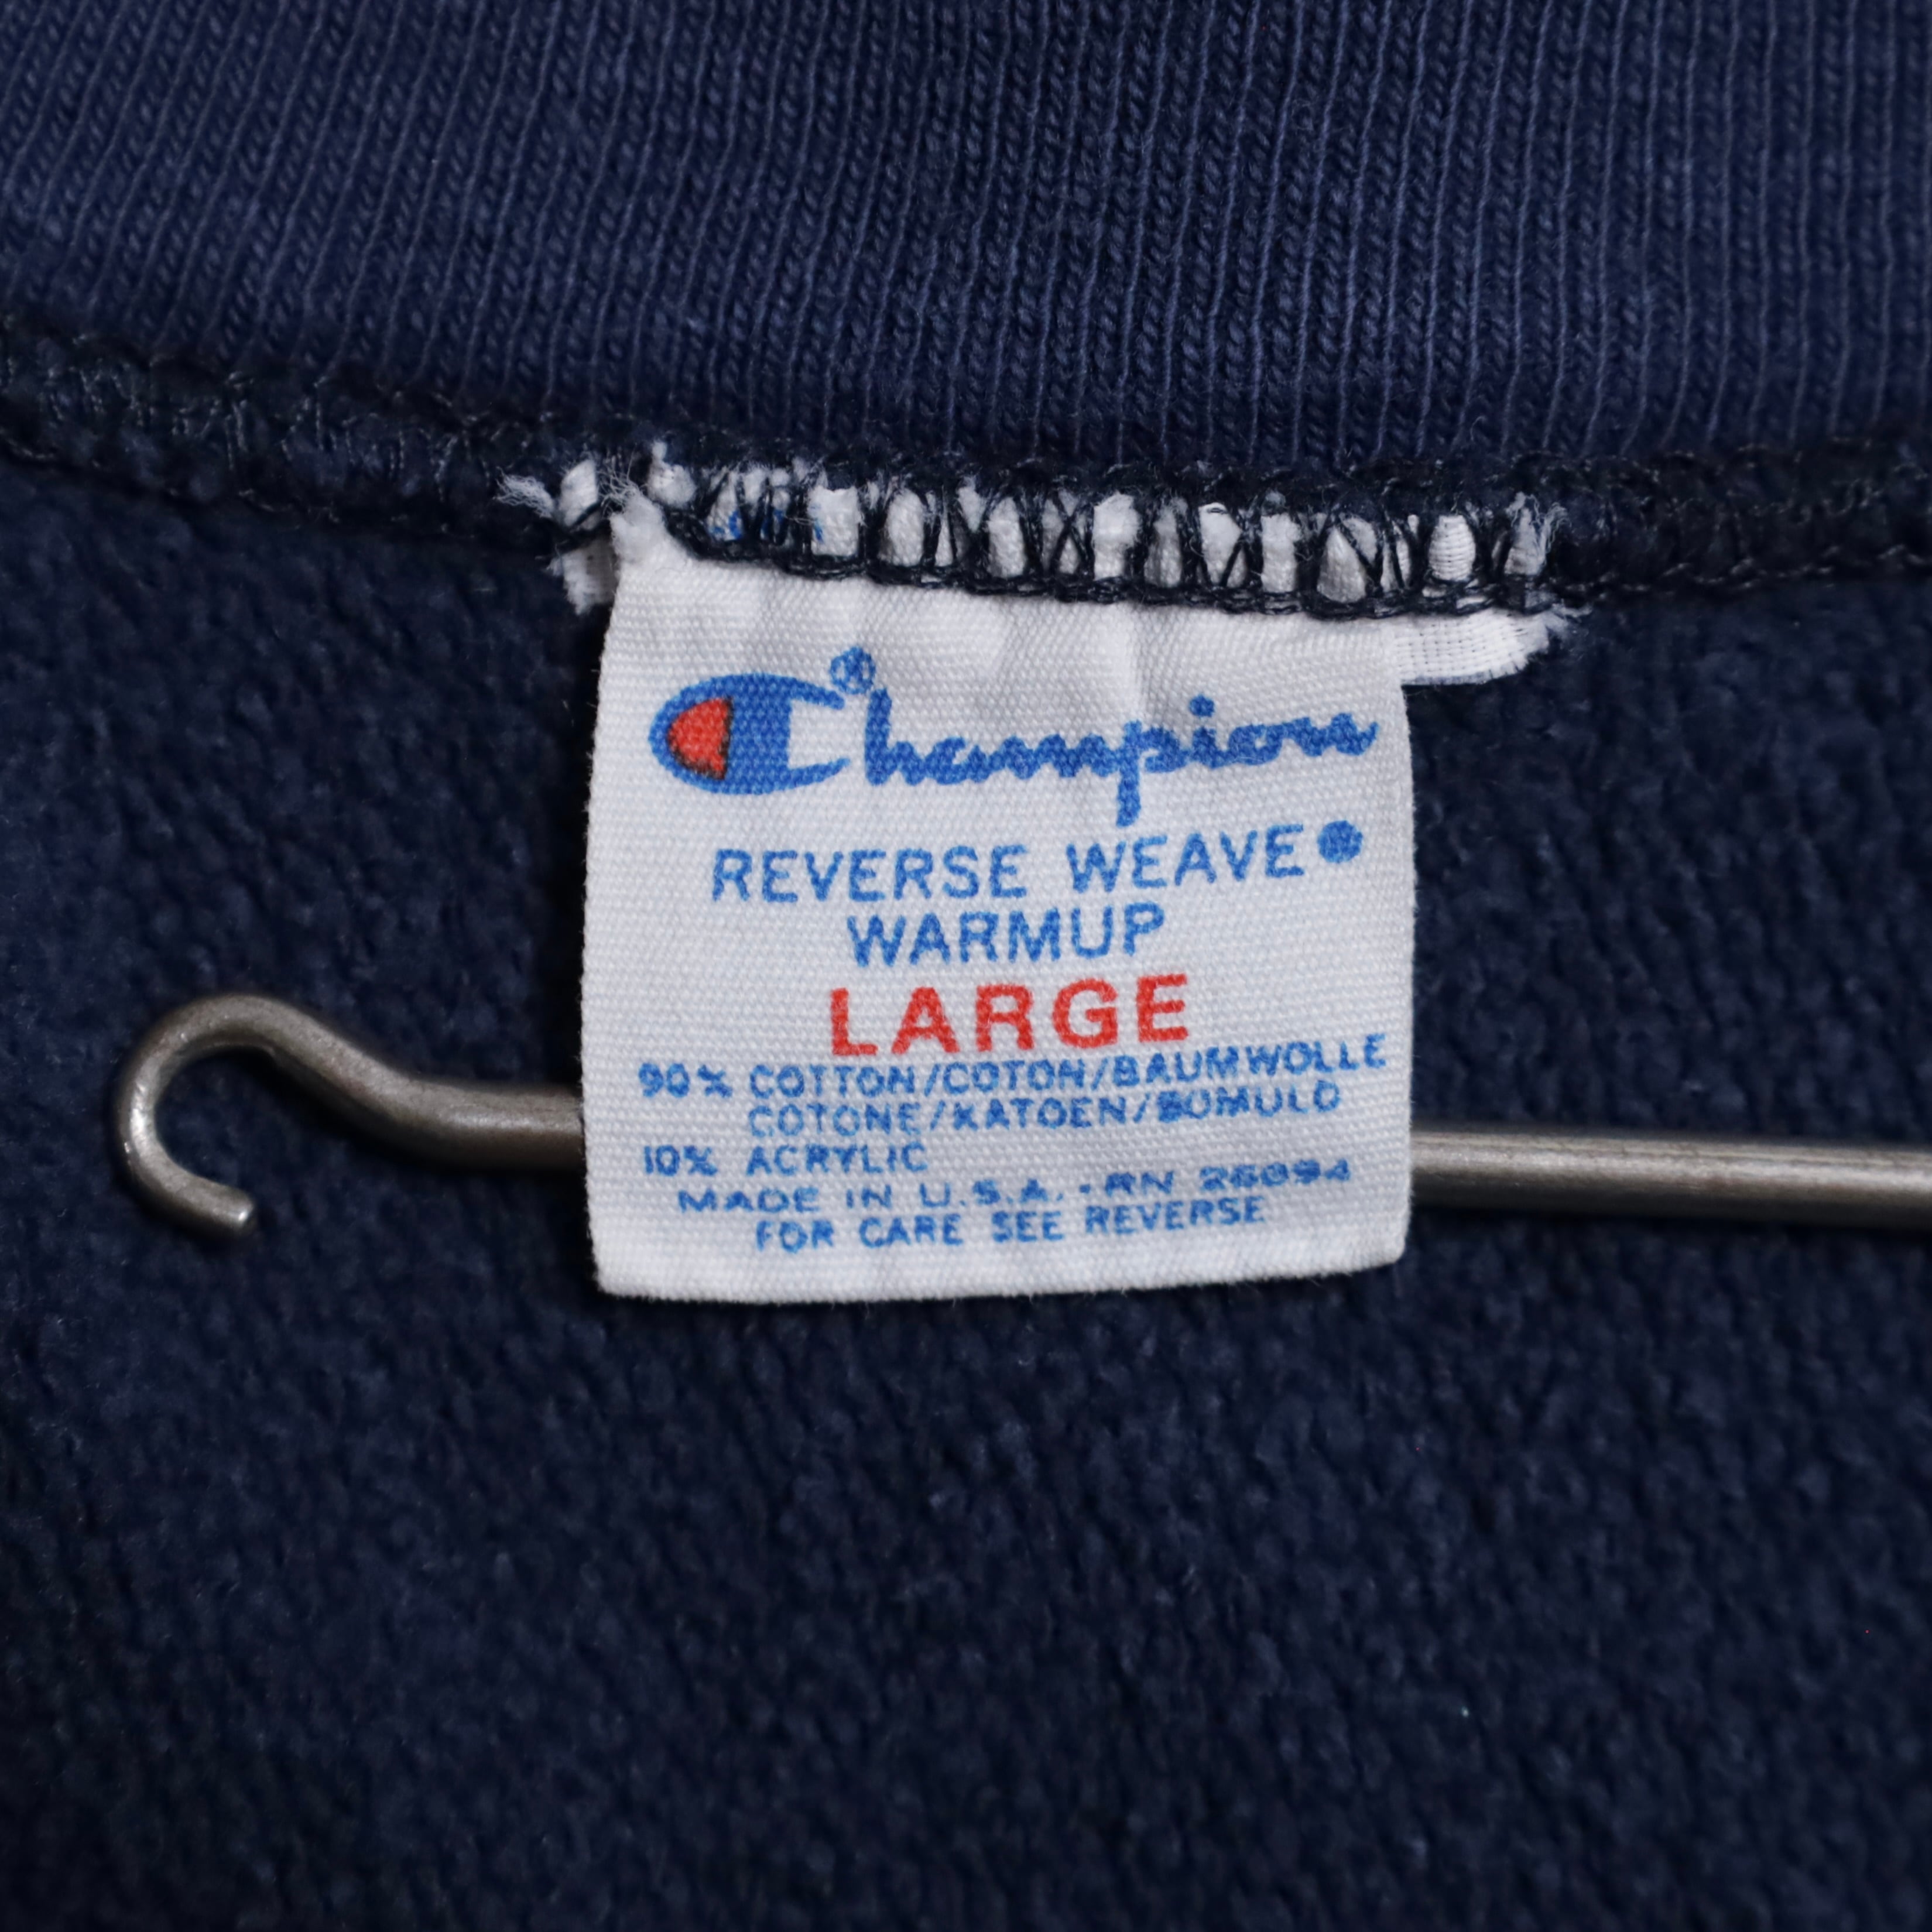 Champion®
REVERSE WEAVE
WARMUP
LARGE
90% COTTON/COTON/BAUMWOLLE
COTONE/KATOEN/BOMULD
10% ACRYLIC
MADE IN U.S.A. - RN 26094
FOR CARE SEE REVERSE